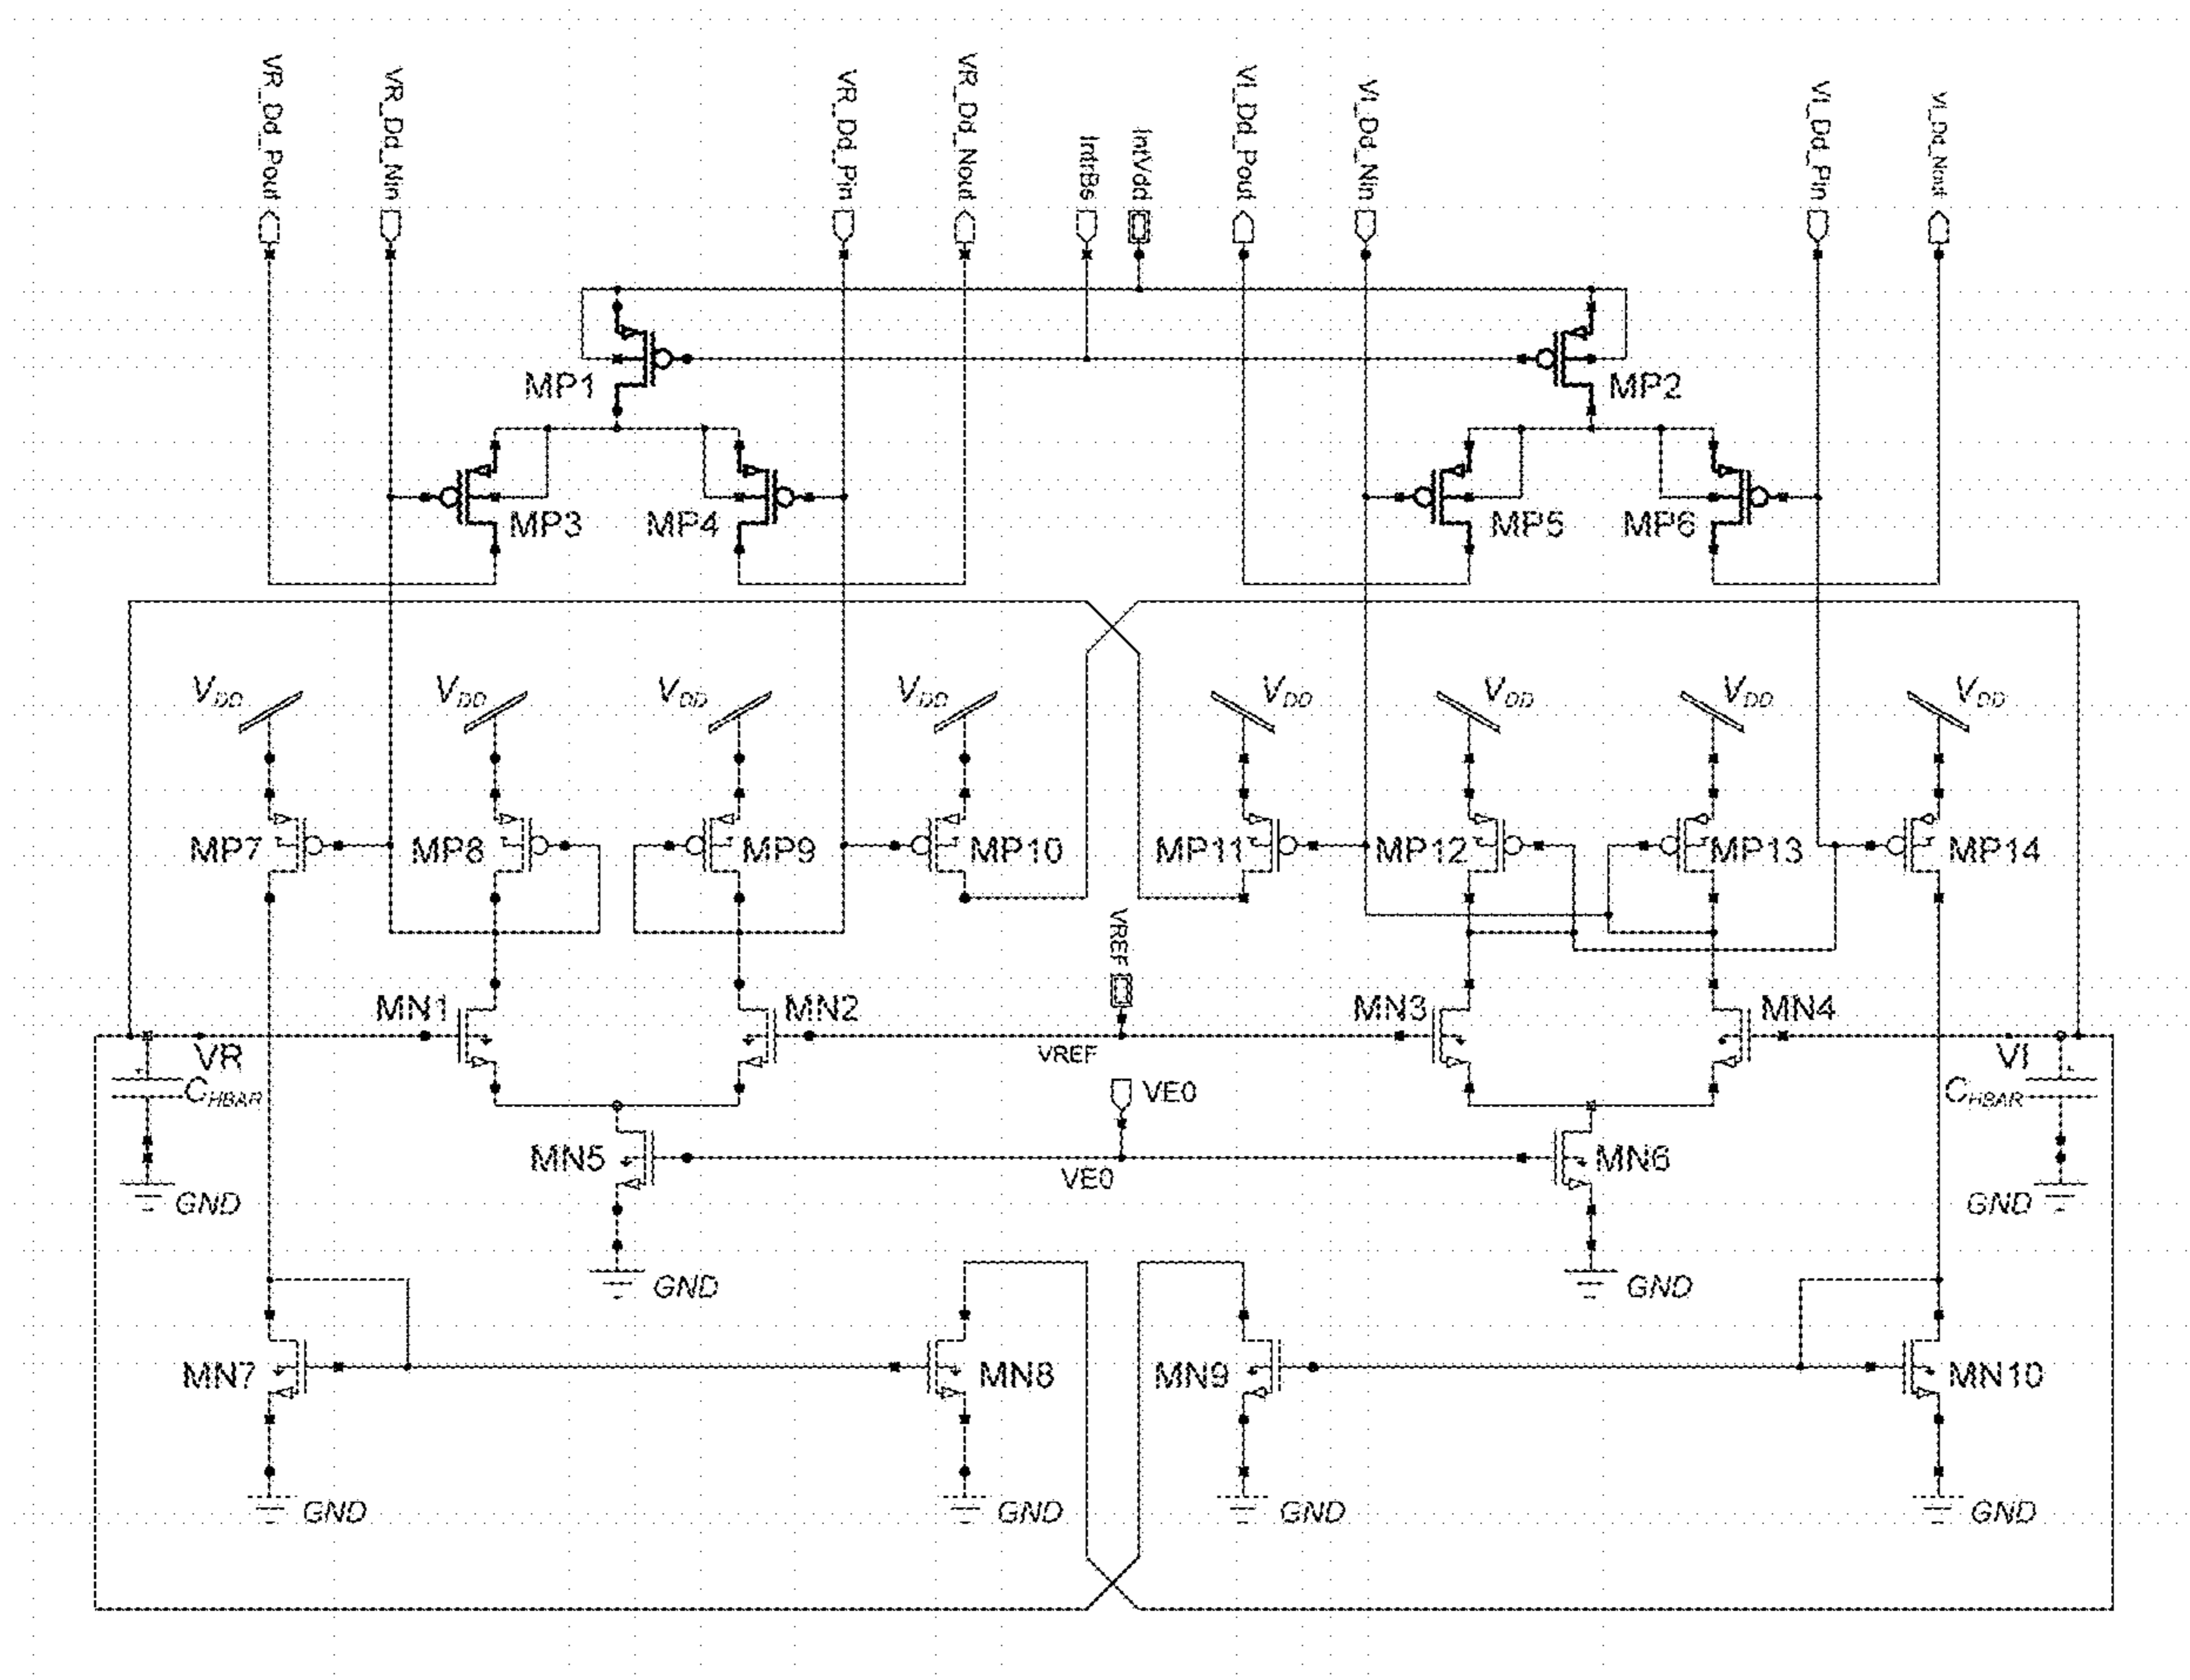 VR_Dd_Pout
VR_Dd_Nin
VR_Dd_Pin
VR_Dd_Nout
IntrBs
IntVdd
VI_Dd_Pout
VI_Dd_Nin
VI_Dd_Pin
VI_Dd_Nout
MP1
MP2
MP3
MP4
MP5
MP6
VDD
VDD
VDD
VDD
VDD
VDD
VDD
VDD
MP7
MP8
MP9
MP10
MP11
MP12
MP13
MP14
VREF
MN1
MN2
MN3
MN4
VR
VREF
VI
CHBAR
VE0
CHBAR
MN5
VE0
MN6
GND
GND
GND
GND
MN7
MN8
MN9
MN10
GND
GND
GND
GND